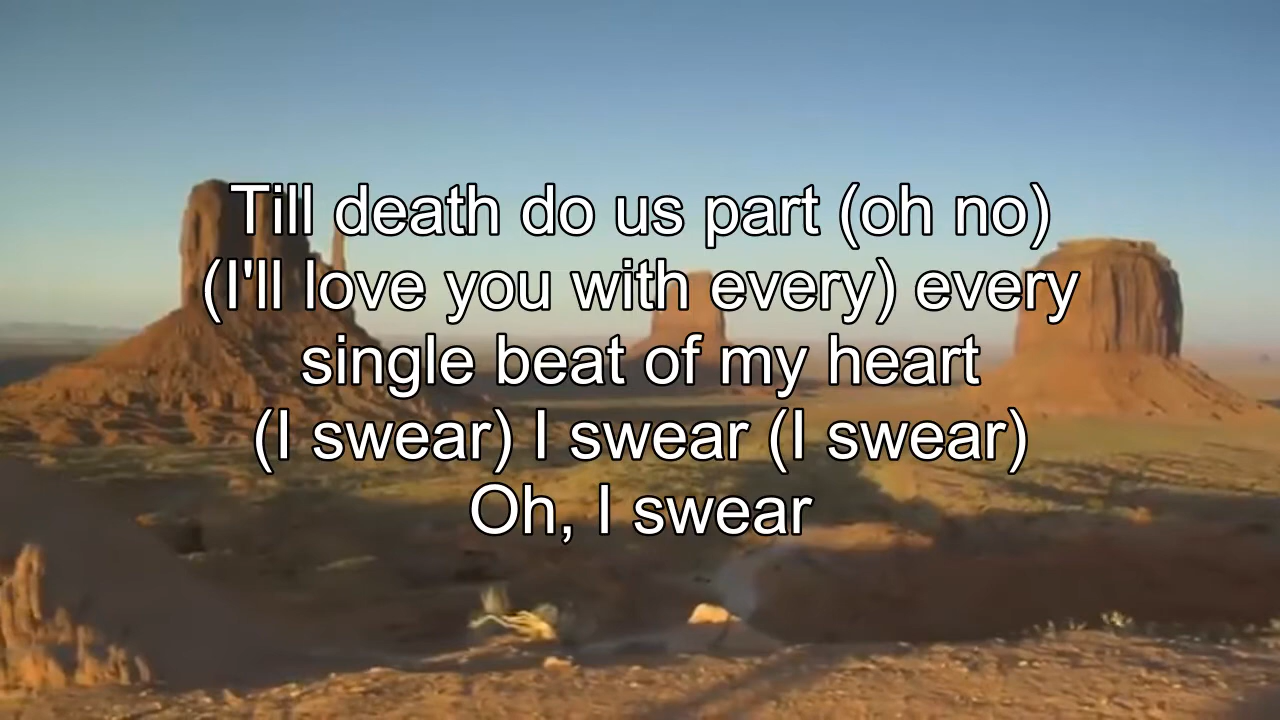 Till death do us part (oh no)
(I'll love you with every) every
single beat of my heart
(I swear) I swear (I swear)
Oh, I swear